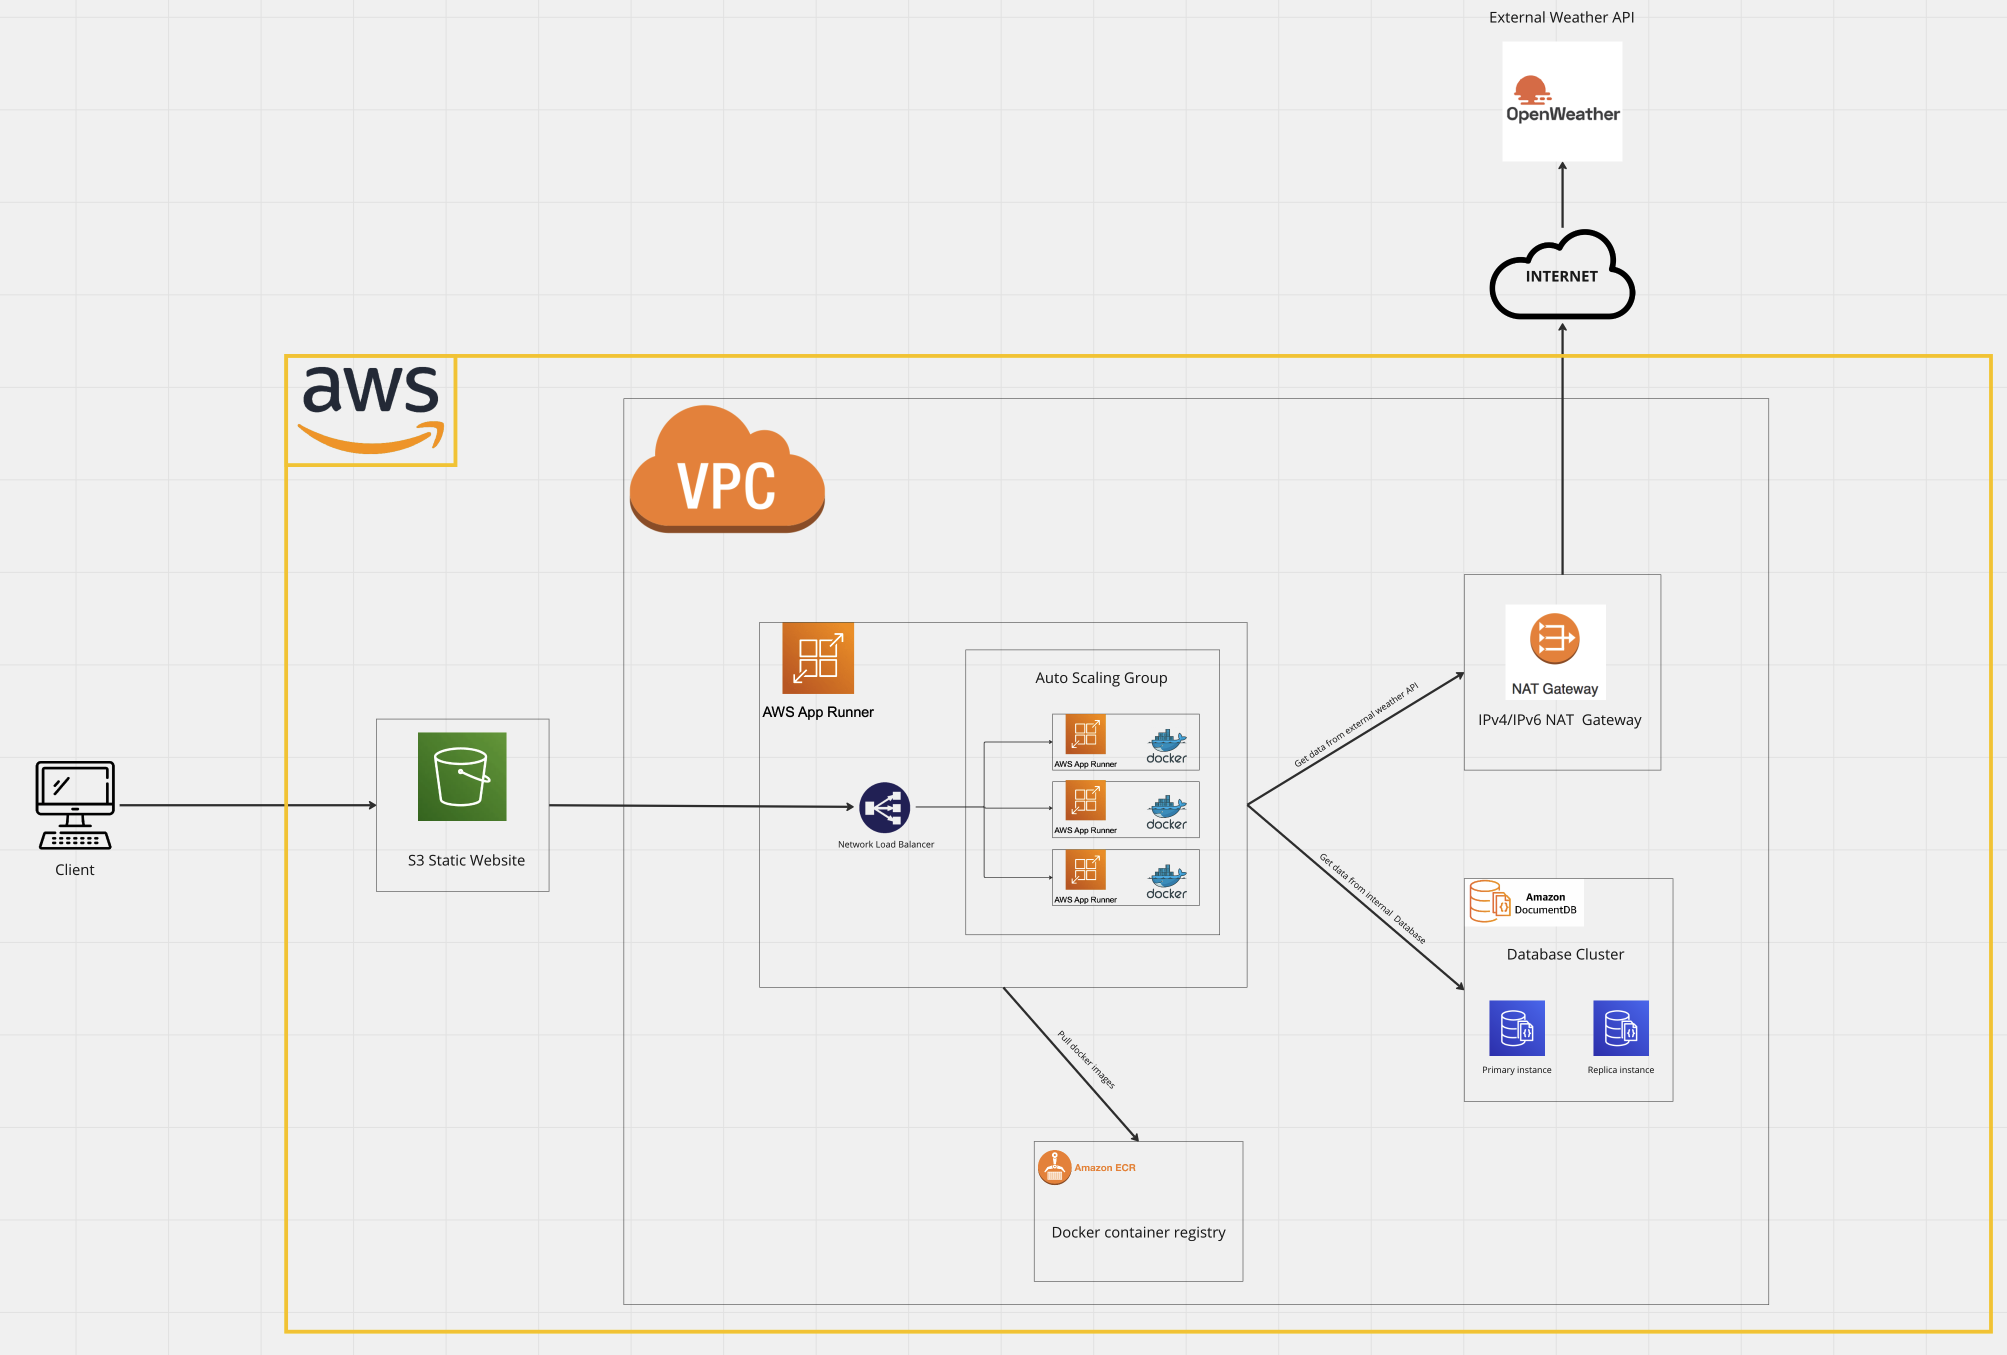 External Weather API
OpenWeather
INTERNET
aws
VPC
AWS App Runner
Auto Scaling Group
AWS App Runner
docker
AWS App Runner
docker
AWS App Runner
docker
Network Load Balancer
Client
S3 Static Website
Get data from external weather API
NAT Gateway
IPv4/IPv6 NAT Gateway
Get data from internal Database
Amazon
DocumentDB
Database Cluster
Primary instance
Replica instance
Pull docker images
Amazon ECR
Docker container registry